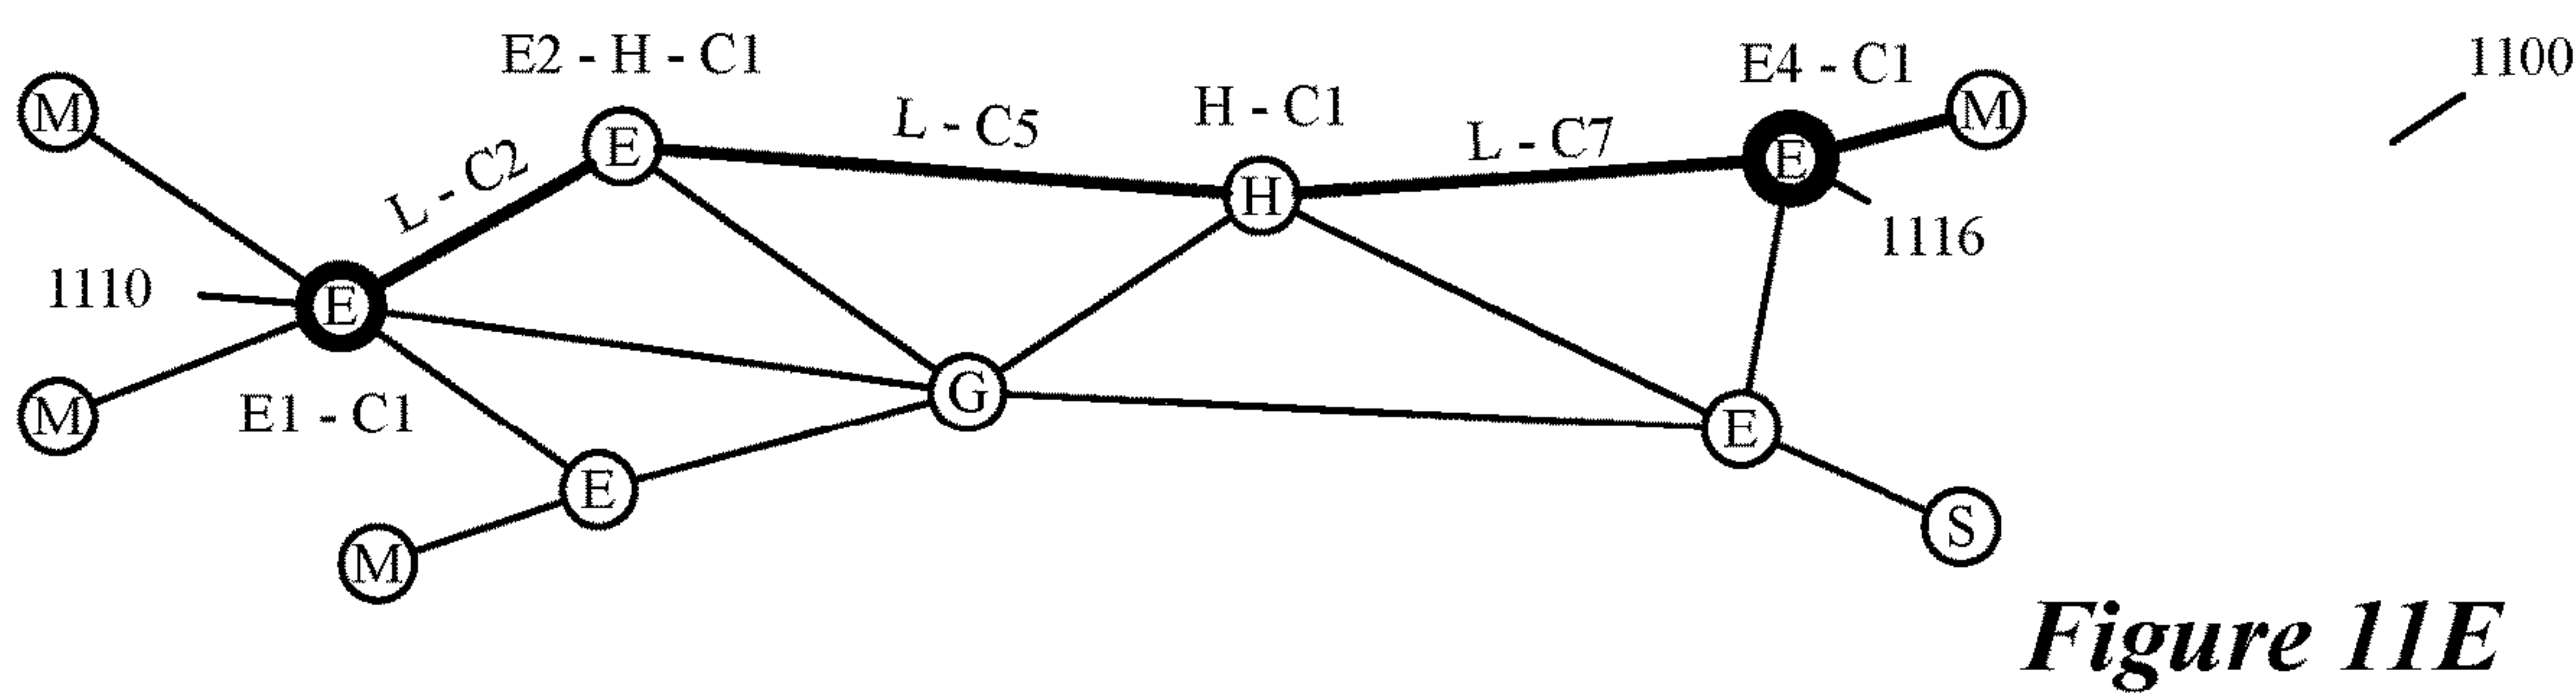 1100
E2 - H - C1
E4 - C1
M
M
L - C5
H - C1
L - C7
E
E
L - C2
H
1116
1110
E
G
M
E1 - C1
E
E
M
S
Figure 11E